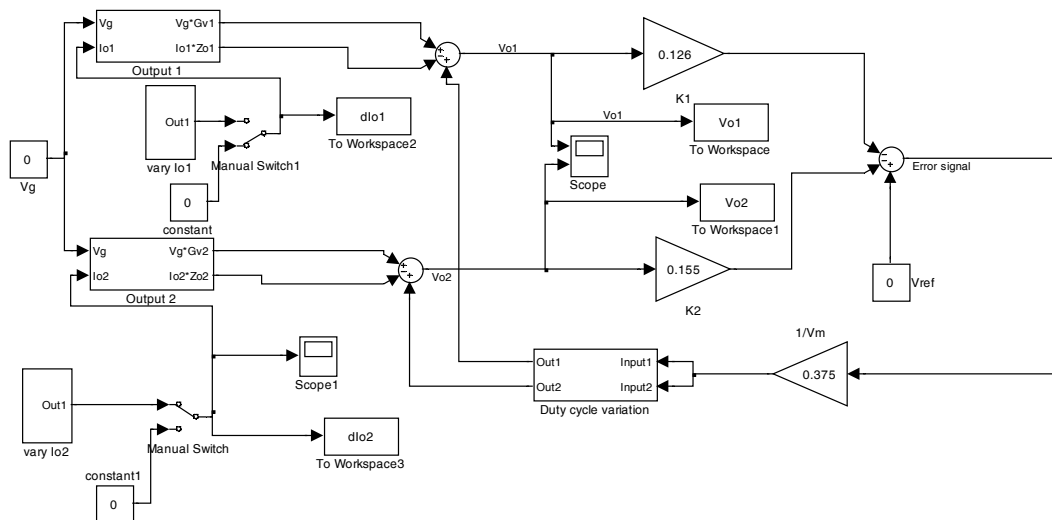 Vg
Io1
Vg*Gv1
Io1*Zo1
Output 1
+
−
+
Vo1
0.126
K1
Out1
vary Io1
Manual Switch1
dIo1
To Workspace2
Vo1
Vo1
To Workspace
Scope
−
−
+
Error signal
0
Vg
0
constant
Vo2
To Workspace1
Vg
Io2
Vg*Gv2
Io2*Zo2
Output 2
+
−
+
Vo2
0.155
K2
0
Vref
1/Vm
Scope1
Out1
Out2
Input1
Input2
Duty cycle variation
0.375
Out1
vary Io2
Manual Switch
dIo2
To Workspace3
constant1
0